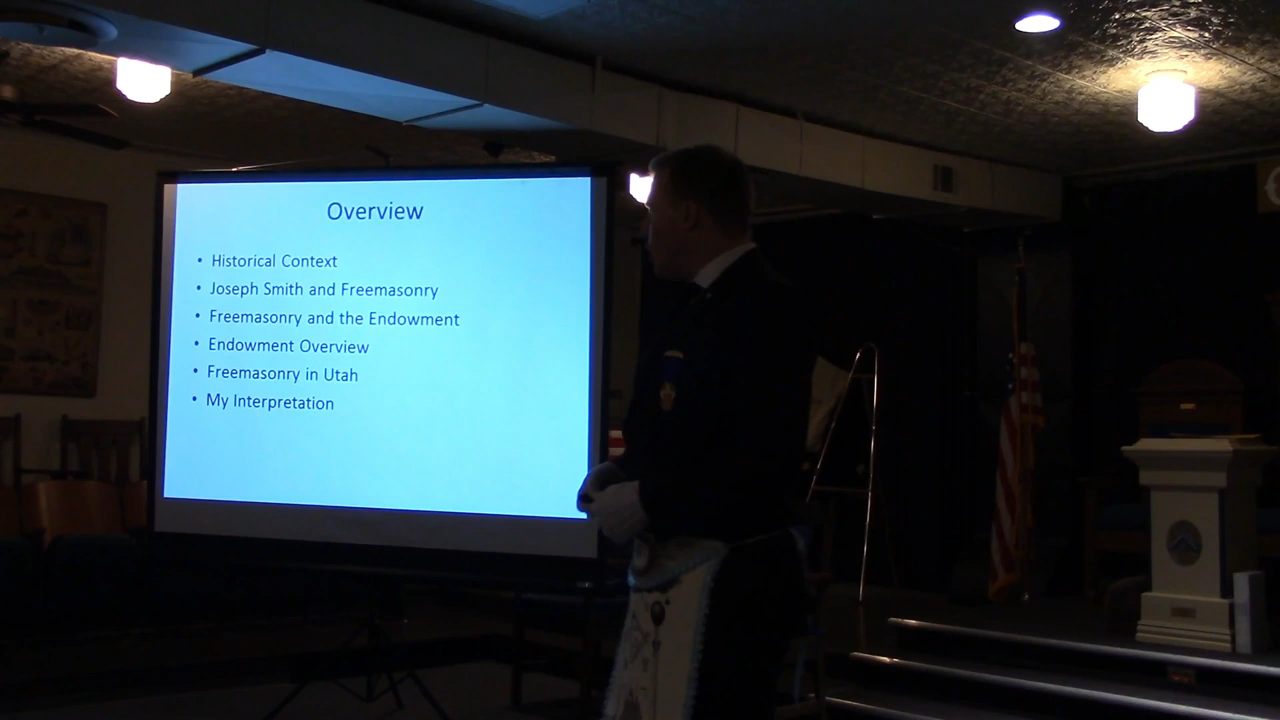 Overview
• Historical Context
• Joseph Smith and Freemasonry
• Freemasonry and the Endowment
• Endowment Overview
• Freemasonry in Utah
• My Interpretation